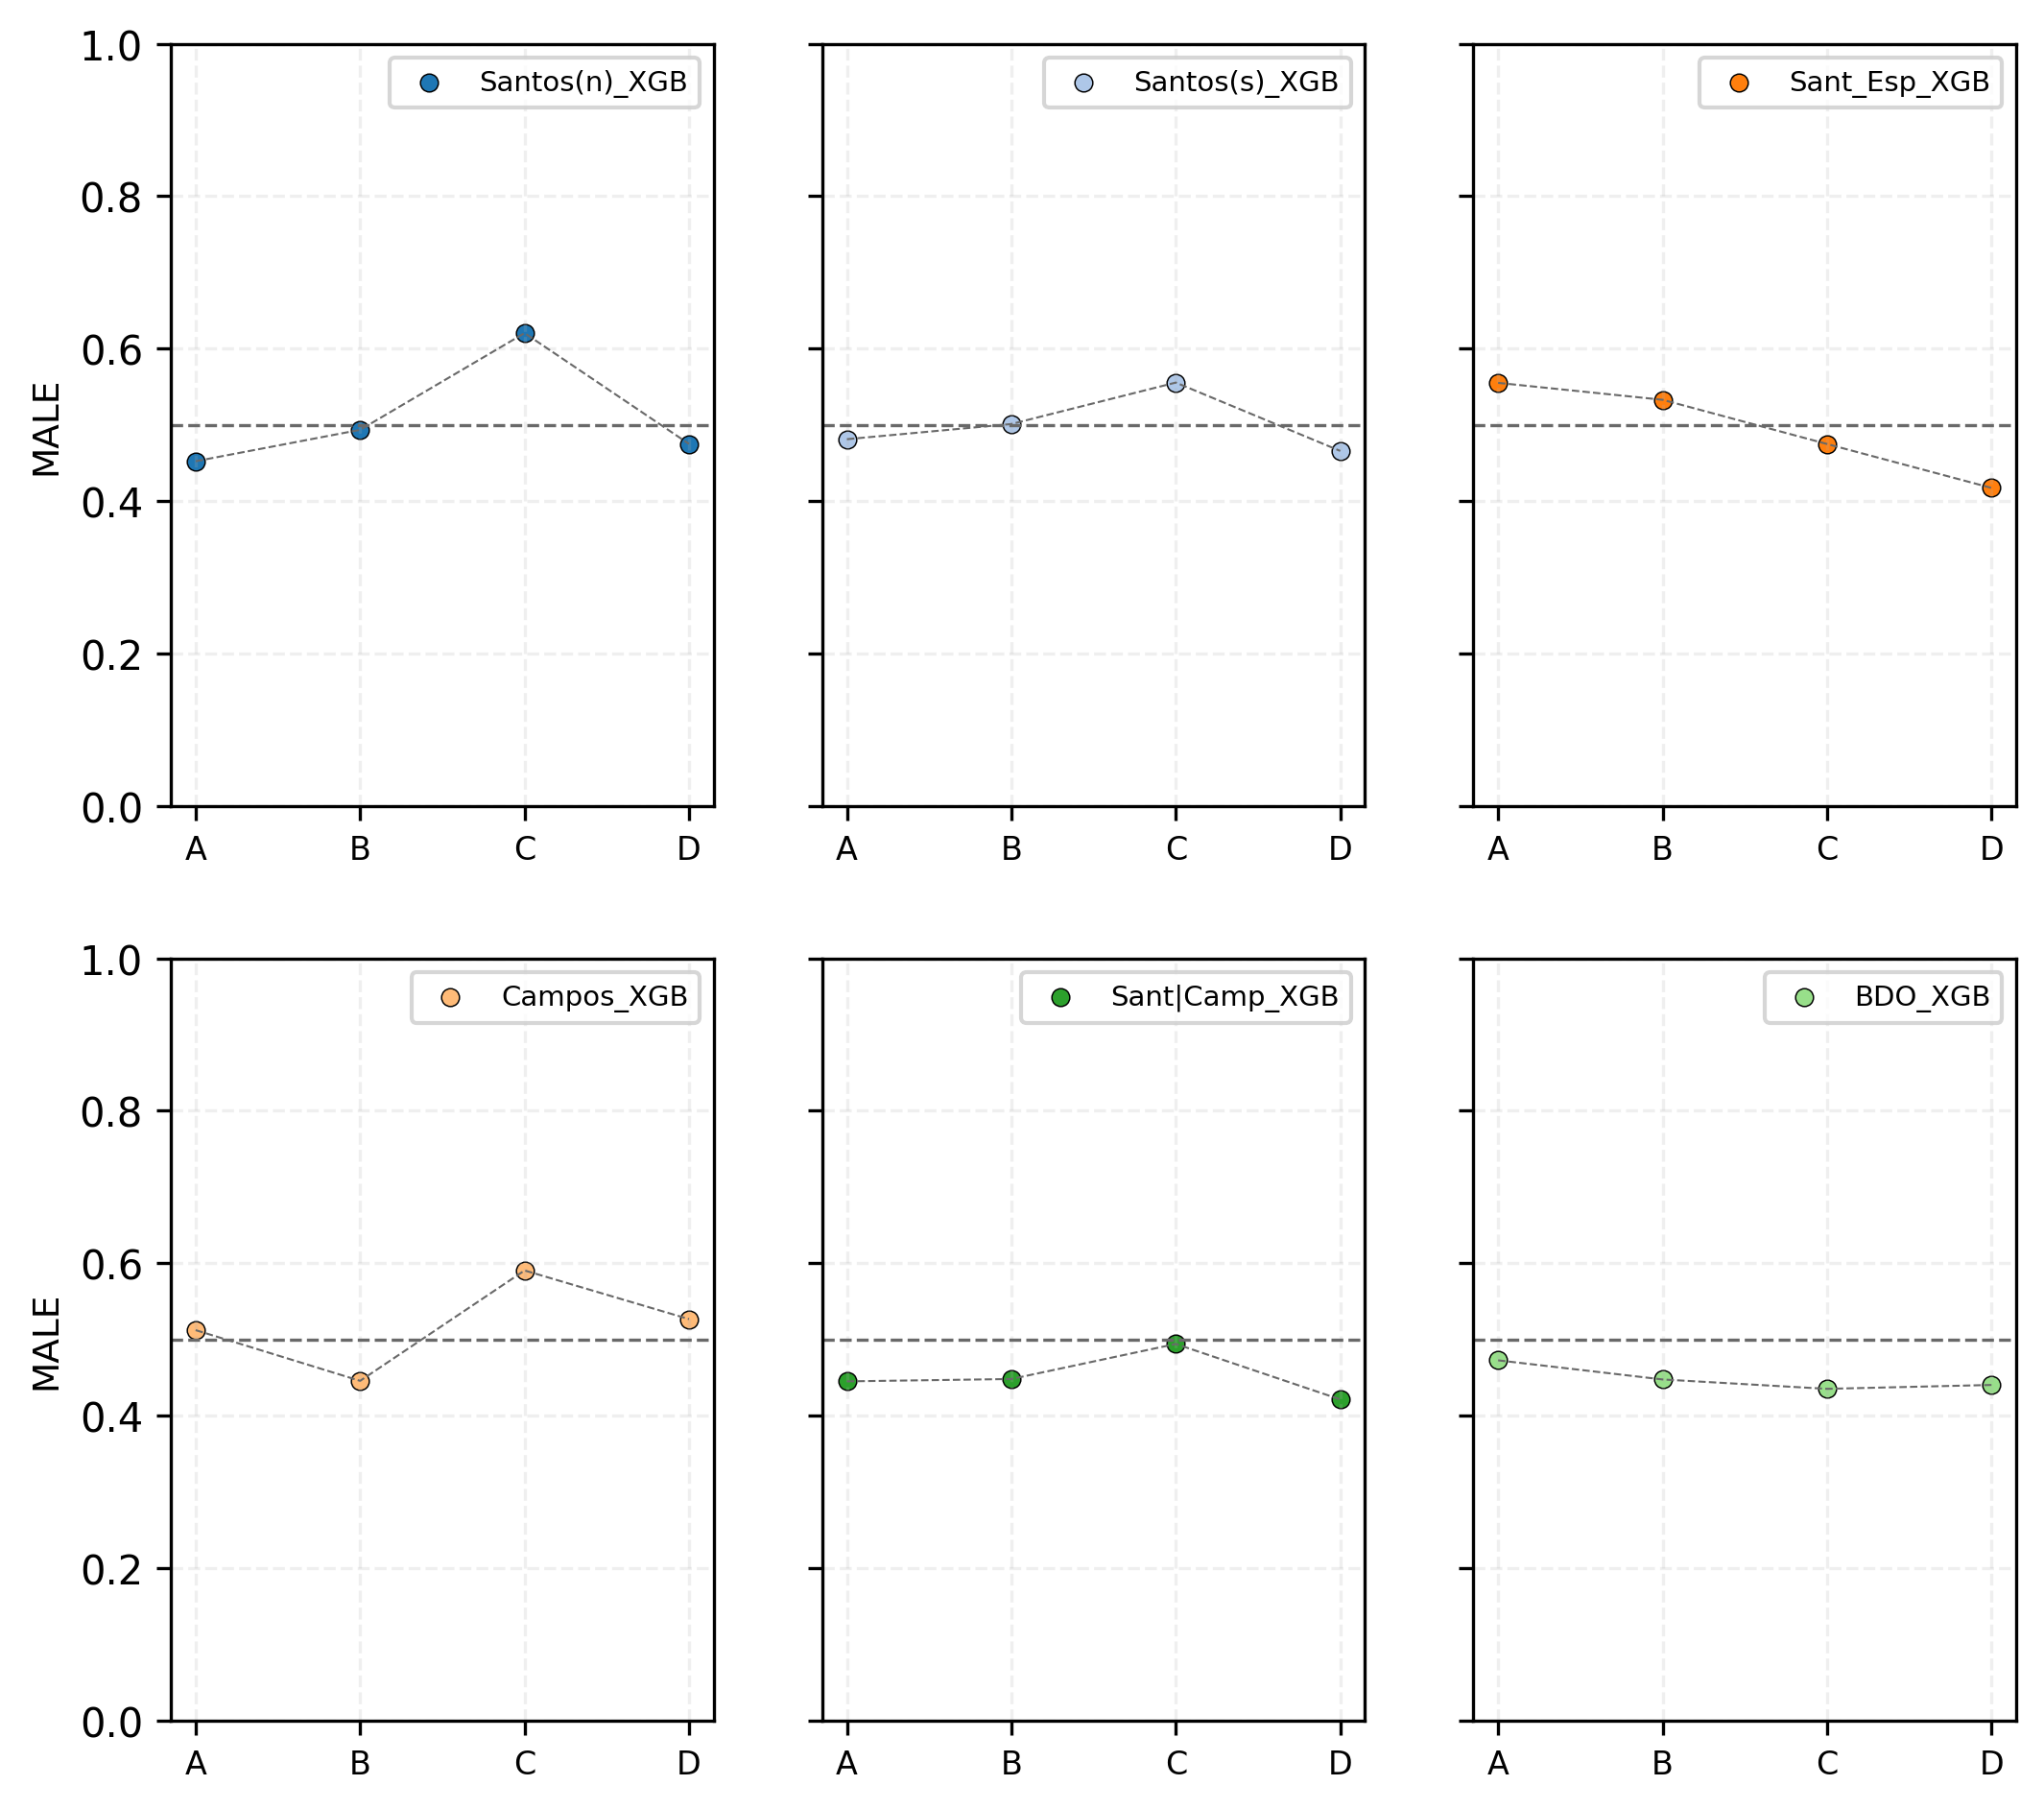 Santos(n)_XGB
Santos(s)_XGB
Sant_Esp_XGB
MALE
1.0
0.8
0.6
0.4
0.2
0.0
A B C D
A B C D
A B C D
Campos_XGB
Sant|Camp_XGB
BDO_XGB
MALE
1.0
0.8
0.6
0.4
0.2
0.0
A B C D
A B C D
A B C D